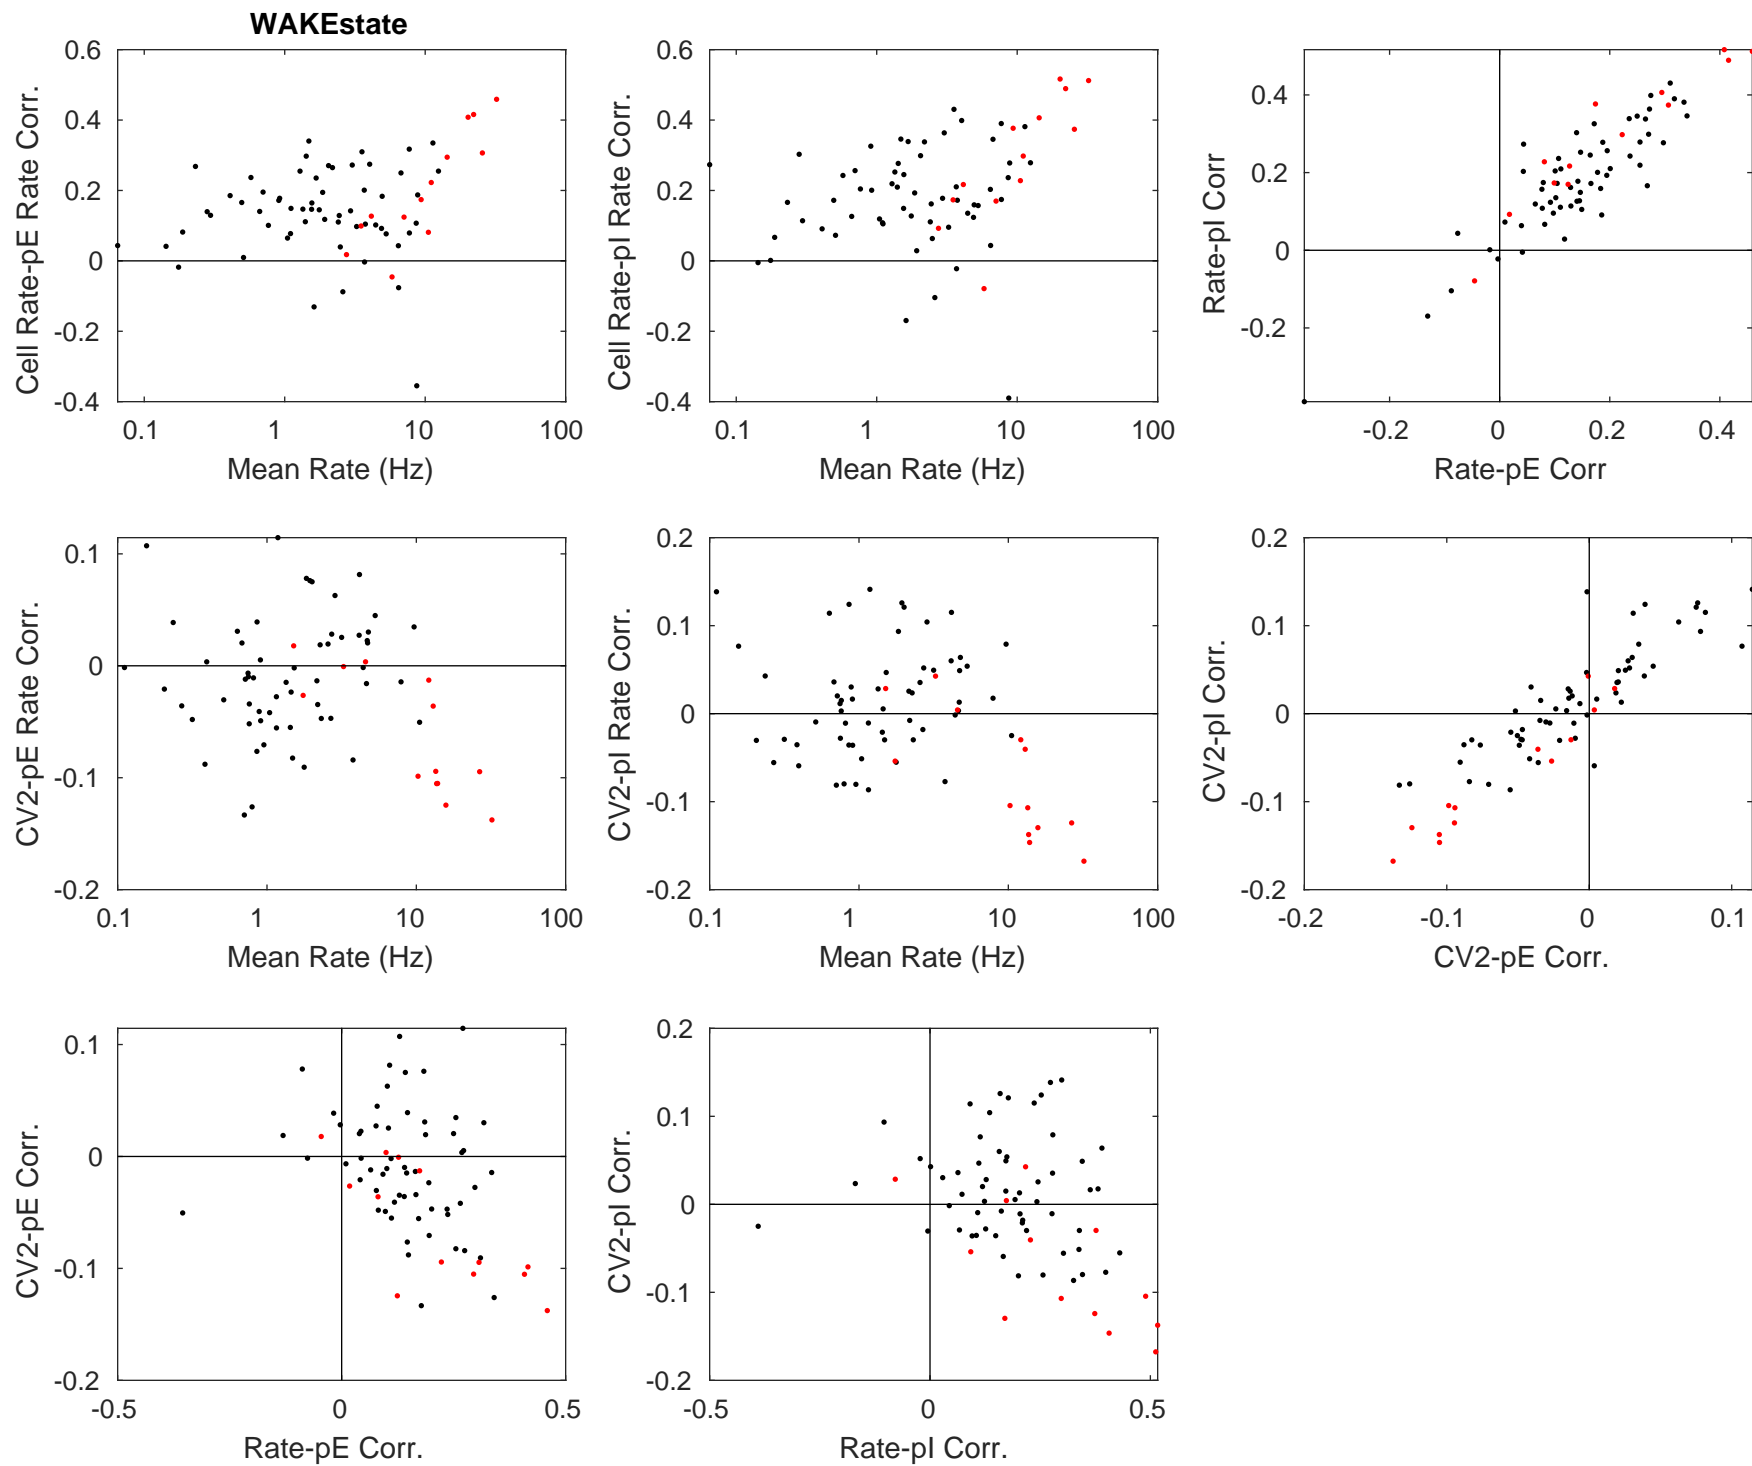 WAKEstate
Cell Rate-pE Rate Corr.
0.6
0.4
0.2
0
-0.2
-0.4
0.1 1 10 100
Mean Rate (Hz)
Cell Rate-pI Rate Corr.
0.6
0.4
0.2
0
-0.2
-0.4
0.1 1 10 100
Mean Rate (Hz)
Rate-pI Corr
0.4
0.2
0
-0.2
-0.2 0 0.2 0.4
Rate-pE Corr
CV2-pE Rate Corr.
0.1
0
-0.1
-0.2
0.1 1 10 100
Mean Rate (Hz)
CV2-pI Rate Corr.
0.2
0.1
0
-0.1
-0.2
0.1 1 10 100
Mean Rate (Hz)
CV2-pI Corr.
0.2
0.1
0
-0.1
-0.2
-0.2 -0.1 0 0.1
CV2-pE Corr.
CV2-pE Corr.
0.1
0
-0.1
-0.2
-0.5 0 0.5
Rate-pE Corr.
CV2-pI Corr.
0.2
0.1
0
-0.1
-0.2
-0.5 0 0.5
Rate-pI Corr.